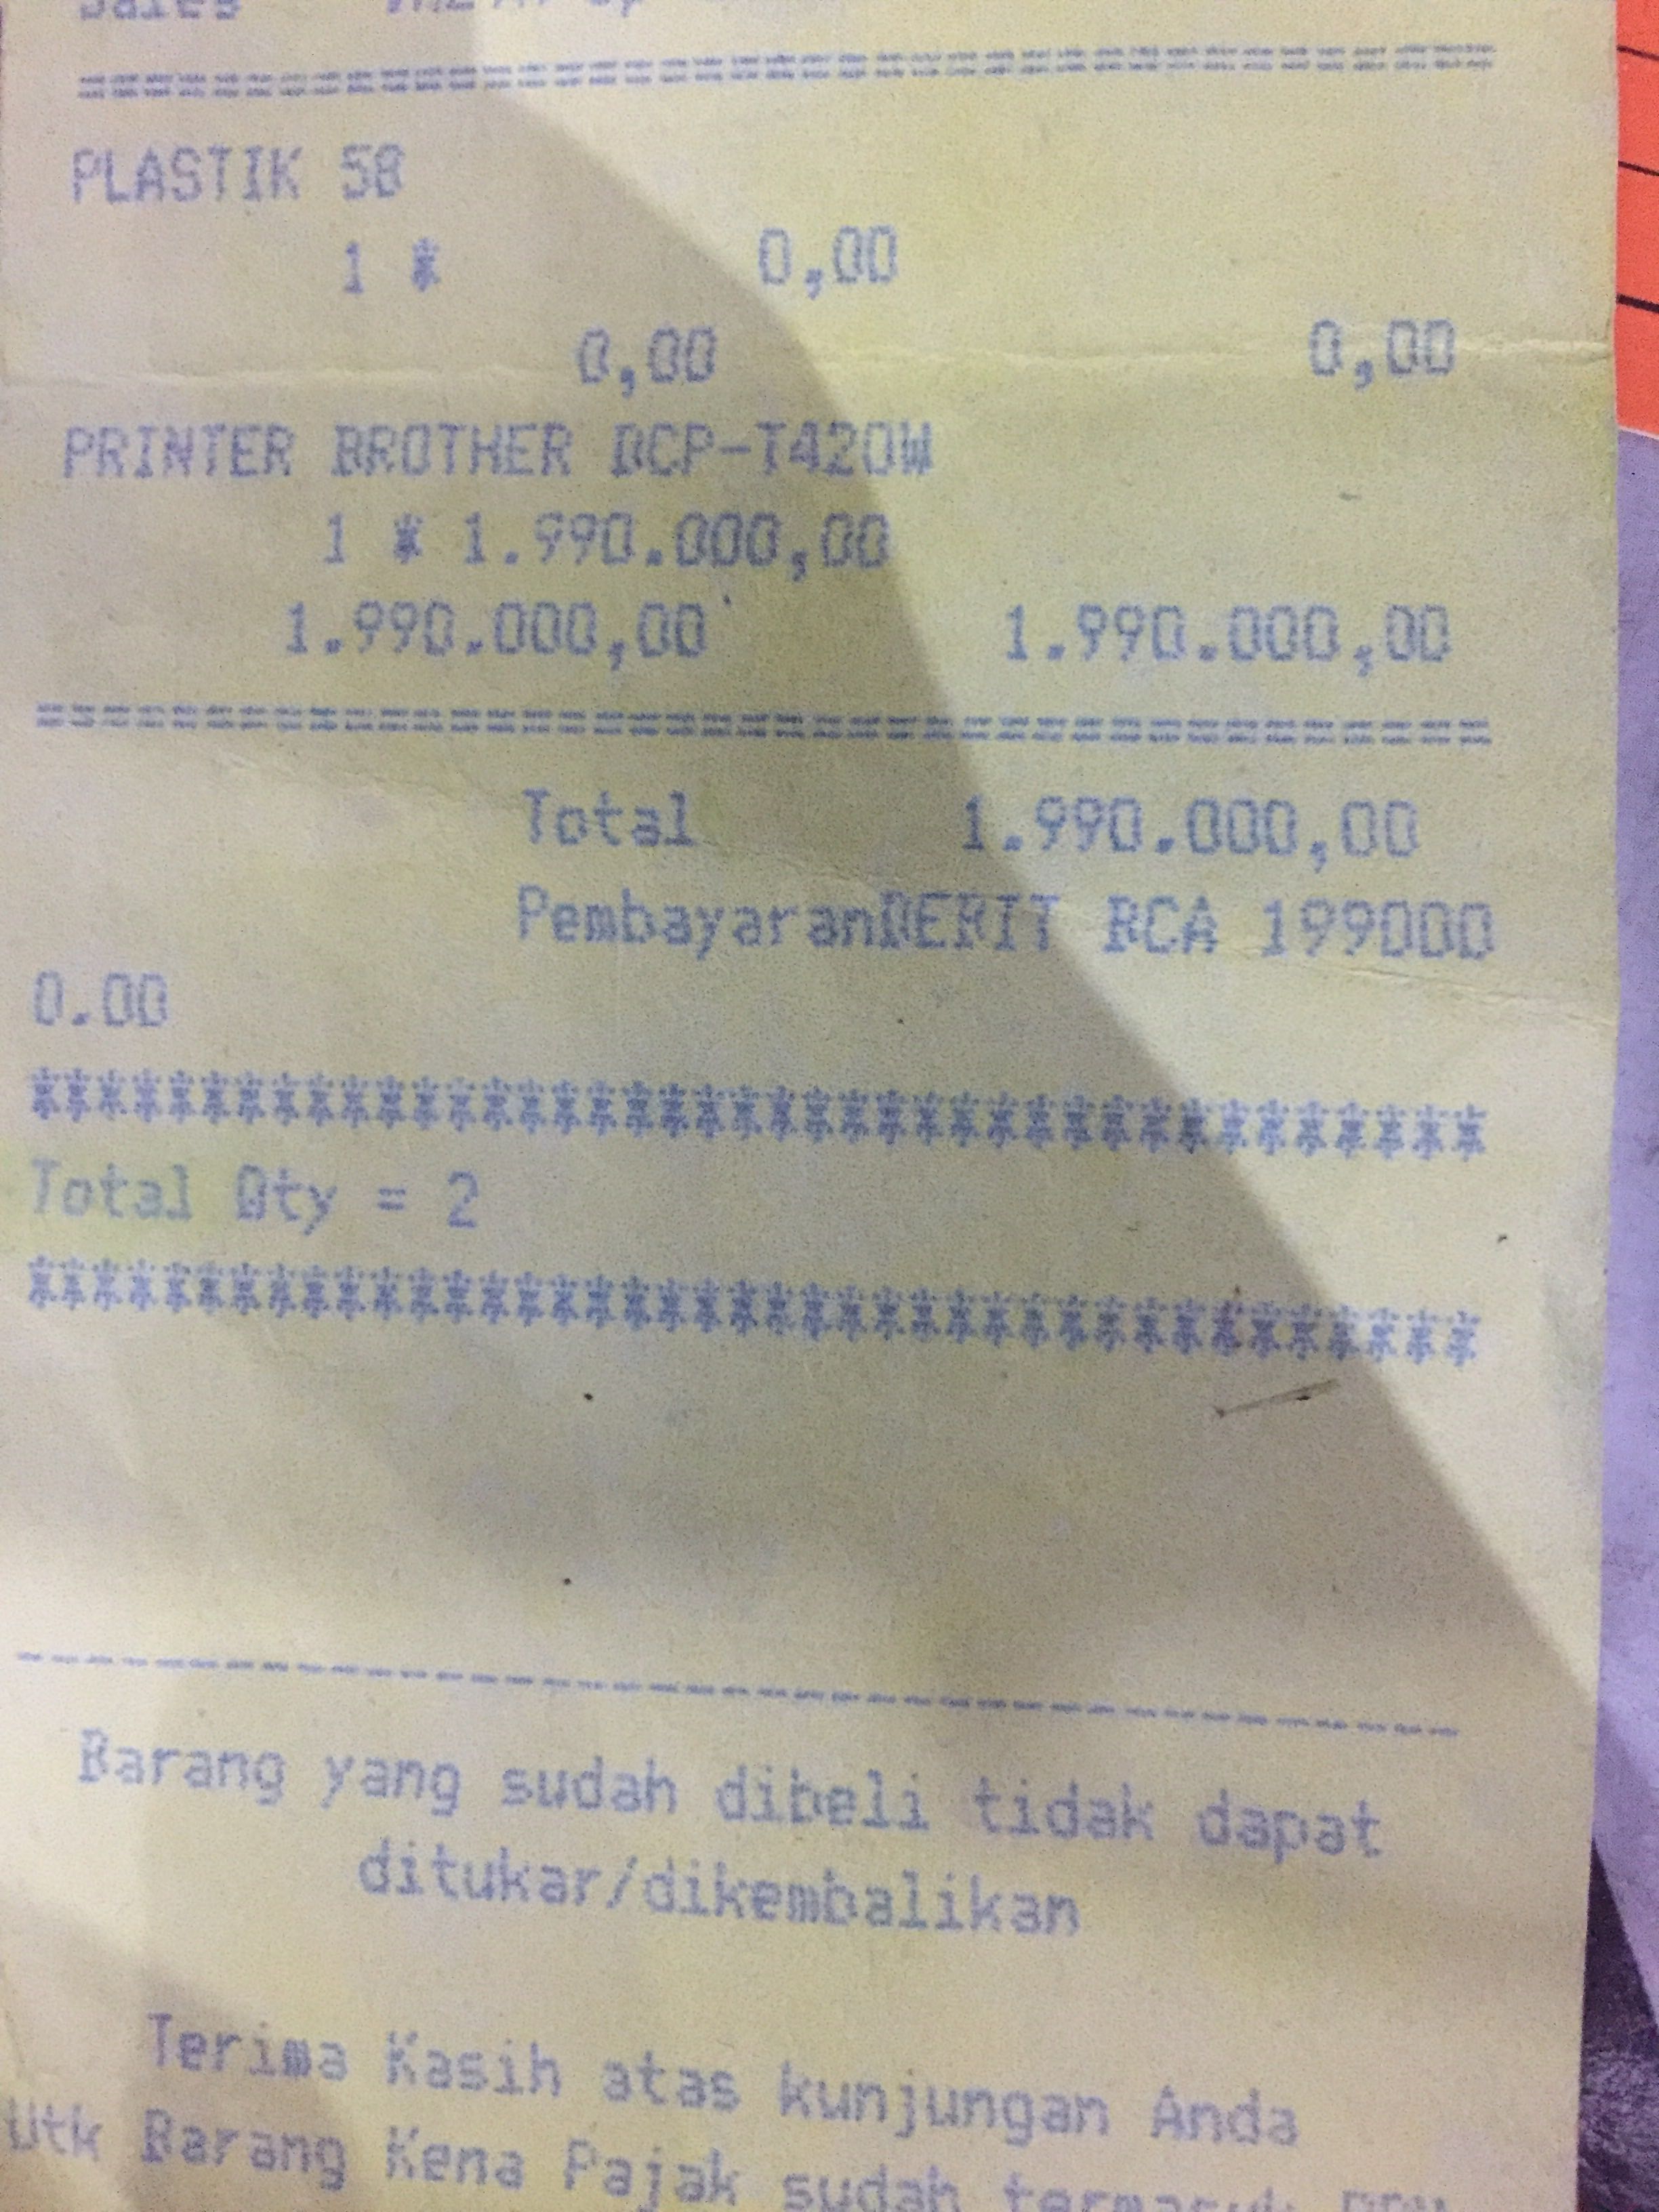 Sales
==========================================
PLASTIK 58
1 * 0,00
0,00 0,00
PRINTER BROTHER DCP-T420W
1 * 1.990.000,00
1.990.000,00 1.990.000,00
==========================================
Total 1.990.000,00
PembayaranDEBIT BCA 199000
0.00
******************************************
Total Qty = 2
******************************************
------------------------------------------
Barang yang sudah dibeli tidak dapat
ditukar/dikembalikan
Terima Kasih atas kunjungan Anda
Utk Barang Kena Pajak sudah termasuk PPN